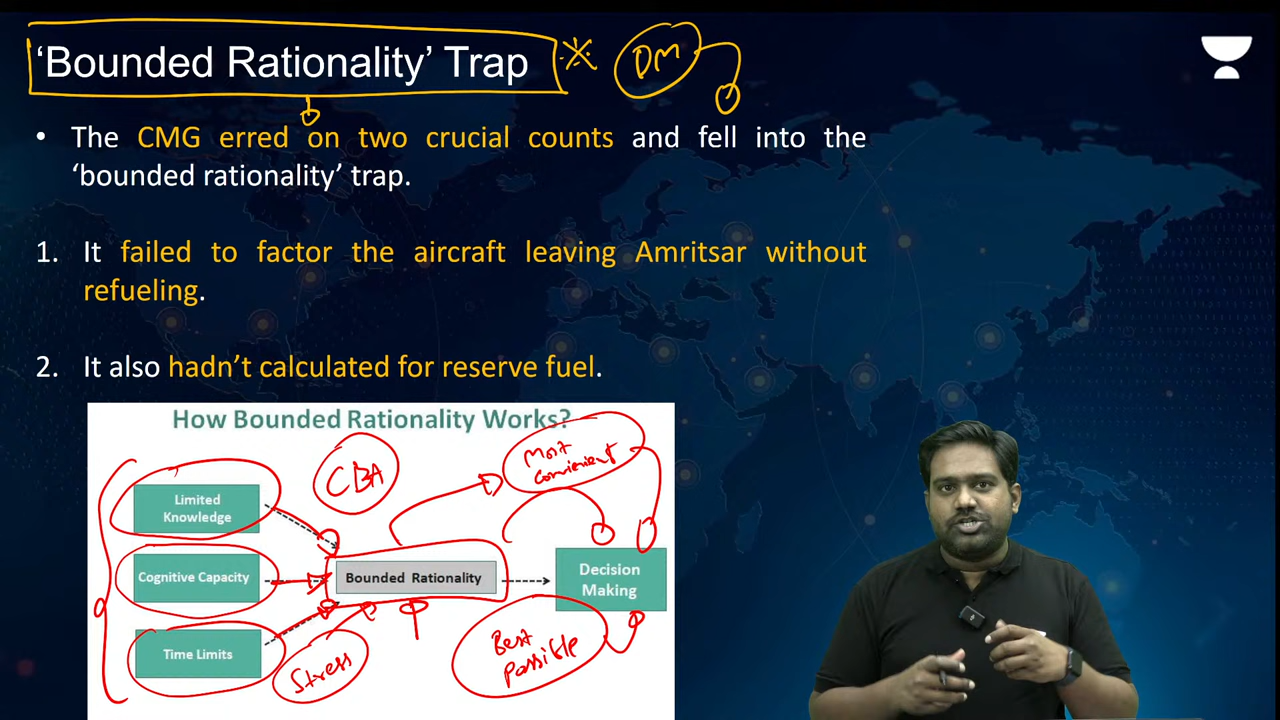 ‘Bounded Rationality’ Trap
DM
• The CMG erred on two crucial counts and fell into the
‘bounded rationality’ trap.
1. It failed to factor the aircraft leaving Amritsar without
refueling.
2. It also hadn’t calculated for reserve fuel.
How Bounded Rationality Works?
CBA
Most
Convenient
Limited
Knowledge
Cognitive Capacity
Bounded Rationality
Decision
Making
Time Limits
Stress
Best
Possible